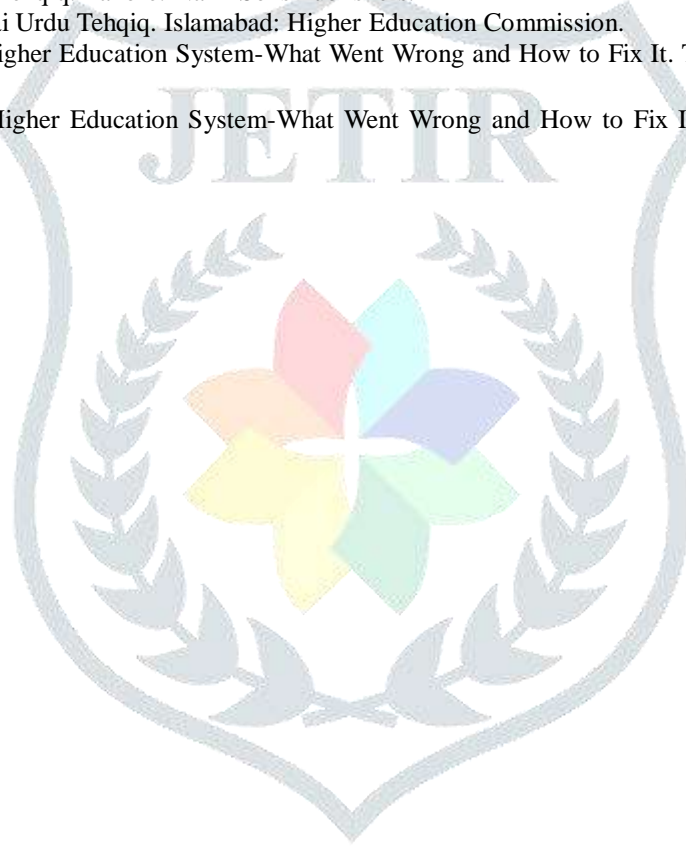 ai Urdu Tehqiq. Islamabad: Higher Education Commission.
igher Education System-What Went Wrong and How to Fix It.
Higher Education System-What Went Wrong and How to Fix
JETIR